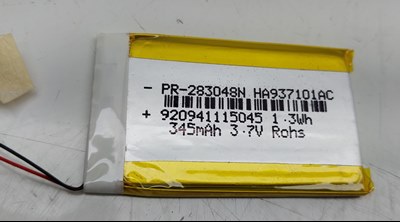 - PR-283048N HA937101AC
+ 920941115045 1.3Wh
345mAh 3.7V Rohs